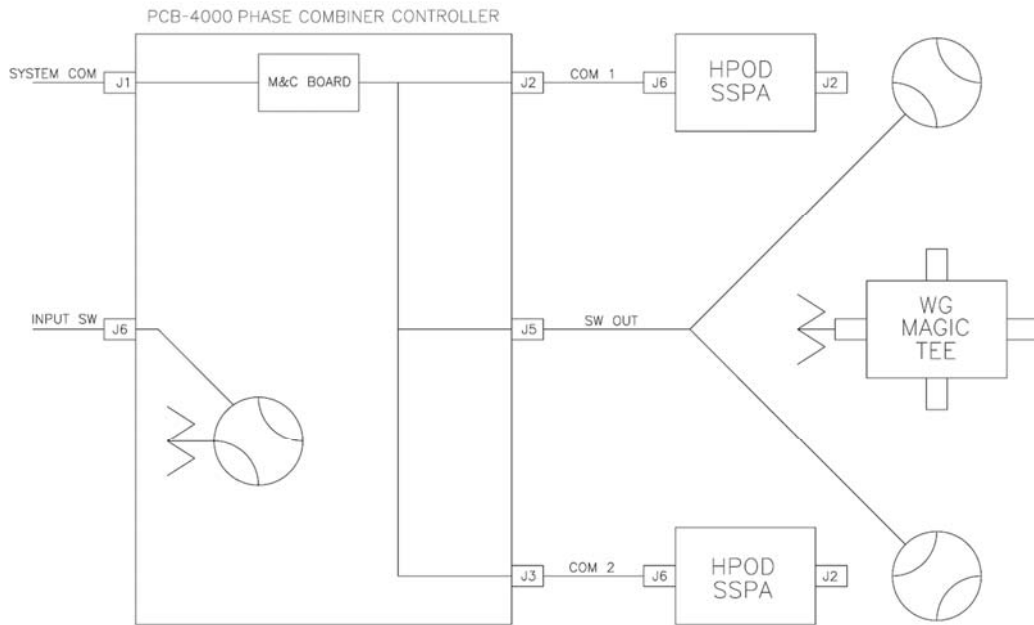 PCB-4000 PHASE COMBINER CONTROLLER
SYSTEM COM
J1
M&C BOARD
J2
COM 1
J6
HPOD
SSPA
J2
INPUT SW
J6
J5
SW OUT
WG
MAGIC
TEE
J3
COM 2
J6
HPOD
SSPA
J2